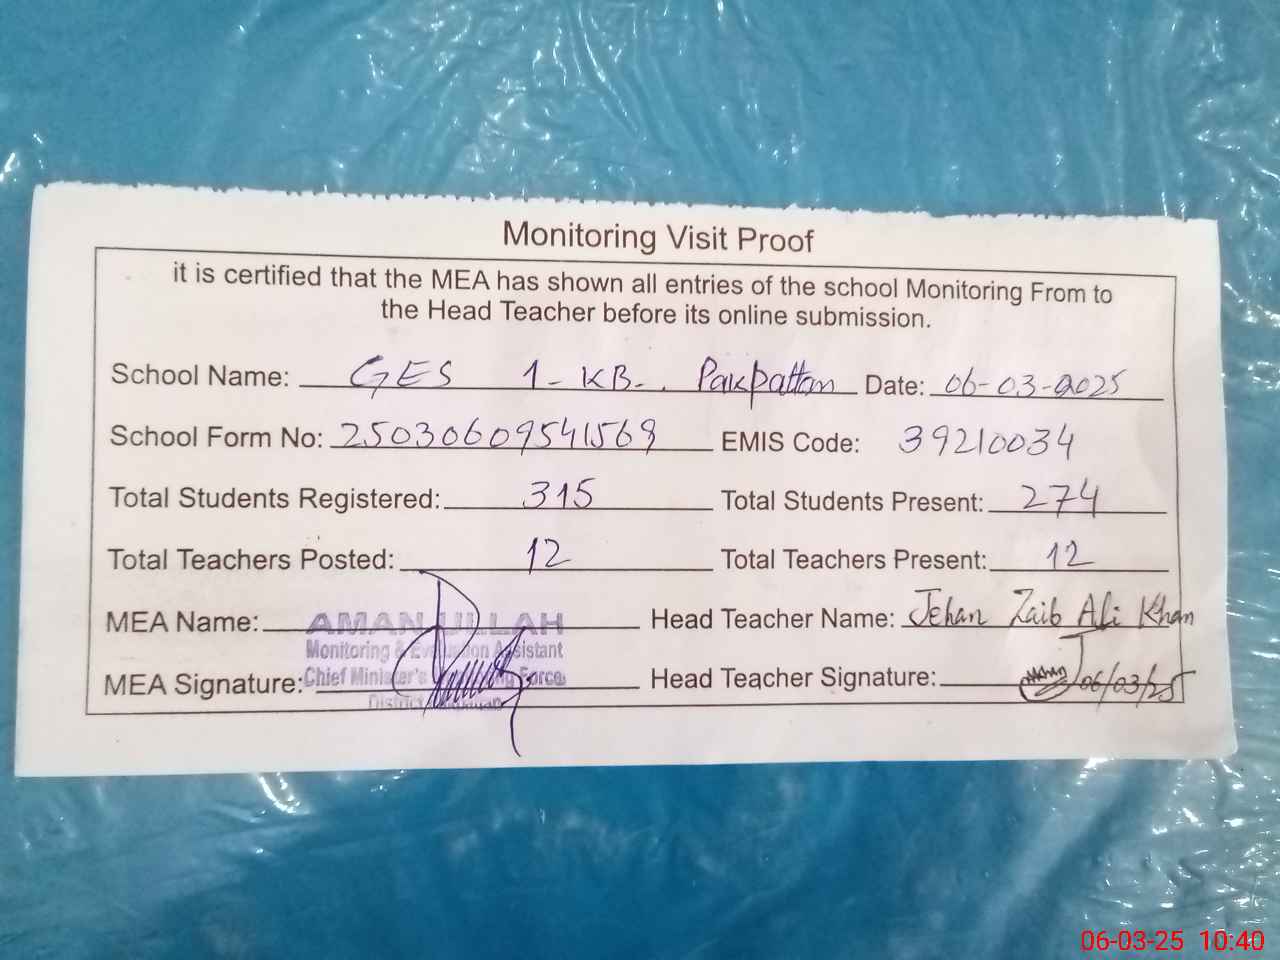 Monitoring Visit Proof
it is certified that the MEA has shown all entries of the school Monitoring From to
the Head Teacher before its online submission.
School Name: GES 1-KB-. Pakpattan Date: 06-03-2025
School Form No: 25030609541569 EMIS Code: 39210034
Total Students Registered: 315 Total Students Present: 274
Total Teachers Posted: 12 Total Teachers Present: 12
MEA Name: AMAN ULLAH Head Teacher Name: Jehan Zaib Ali Khan
Monitoring & Evaluation Assistant
MEA Signature: Chief Minister's Force Head Teacher Signature: 06/03/25
District
06-03-25 10:40